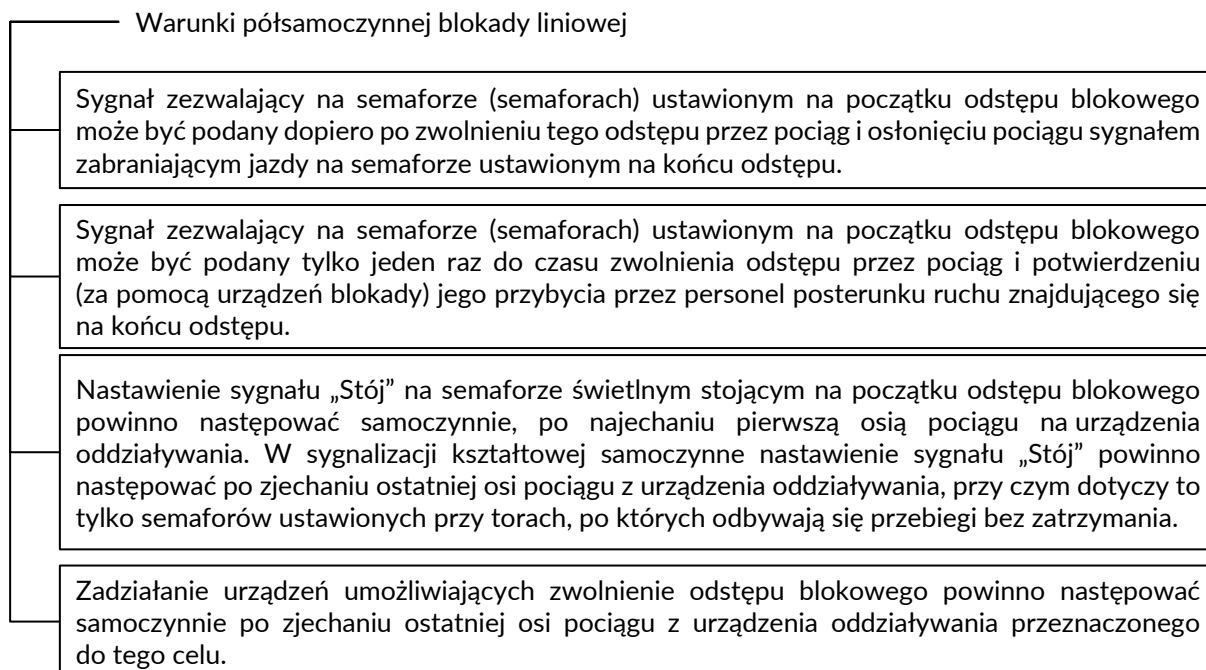 Warunki półsamoczynnej blokady liniowej
Sygnał zezwalający na semaforze (semaforach) ustawionym na początku odstępu blokowego
może być podany dopiero po zwolnieniu tego odstępu przez pociąg i osłonięciu pociągu sygnałem
zabraniającym jazdy na semaforze ustawionym na końcu odstępu.
Sygnał zezwalający na semaforze (semaforach) ustawionym na początku odstępu blokowego
może być podany tylko jeden raz do czasu zwolnienia odstępu przez pociąg i potwierdzeniu
(za pomocą urządzeń blokady) jego przybycia przez personel posterunku ruchu znajdującego się
na końcu odstępu.
Nastawienie sygnału „Stój” na semaforze świetlnym stojącym na początku odstępu blokowego
powinno następować samoczynnie, po najechaniu pierwszą osią pociągu na urządzenia
oddziaływania. W sygnalizacji kształtowej samoczynne nastawienie sygnału „Stój” powinno
następować po zjechaniu ostatniej osi pociągu z urządzenia oddziaływania, przy czym dotyczy to
tylko semaforów ustawionych przy torach, po których odbywają się przebiegi bez zatrzymania.
Zadziałanie urządzeń umożliwiających zwolnienie odstępu blokowego powinno następować
samoczynnie po zjechaniu ostatniej osi pociągu z urządzenia oddziaływania przeznaczonego
do tego celu.